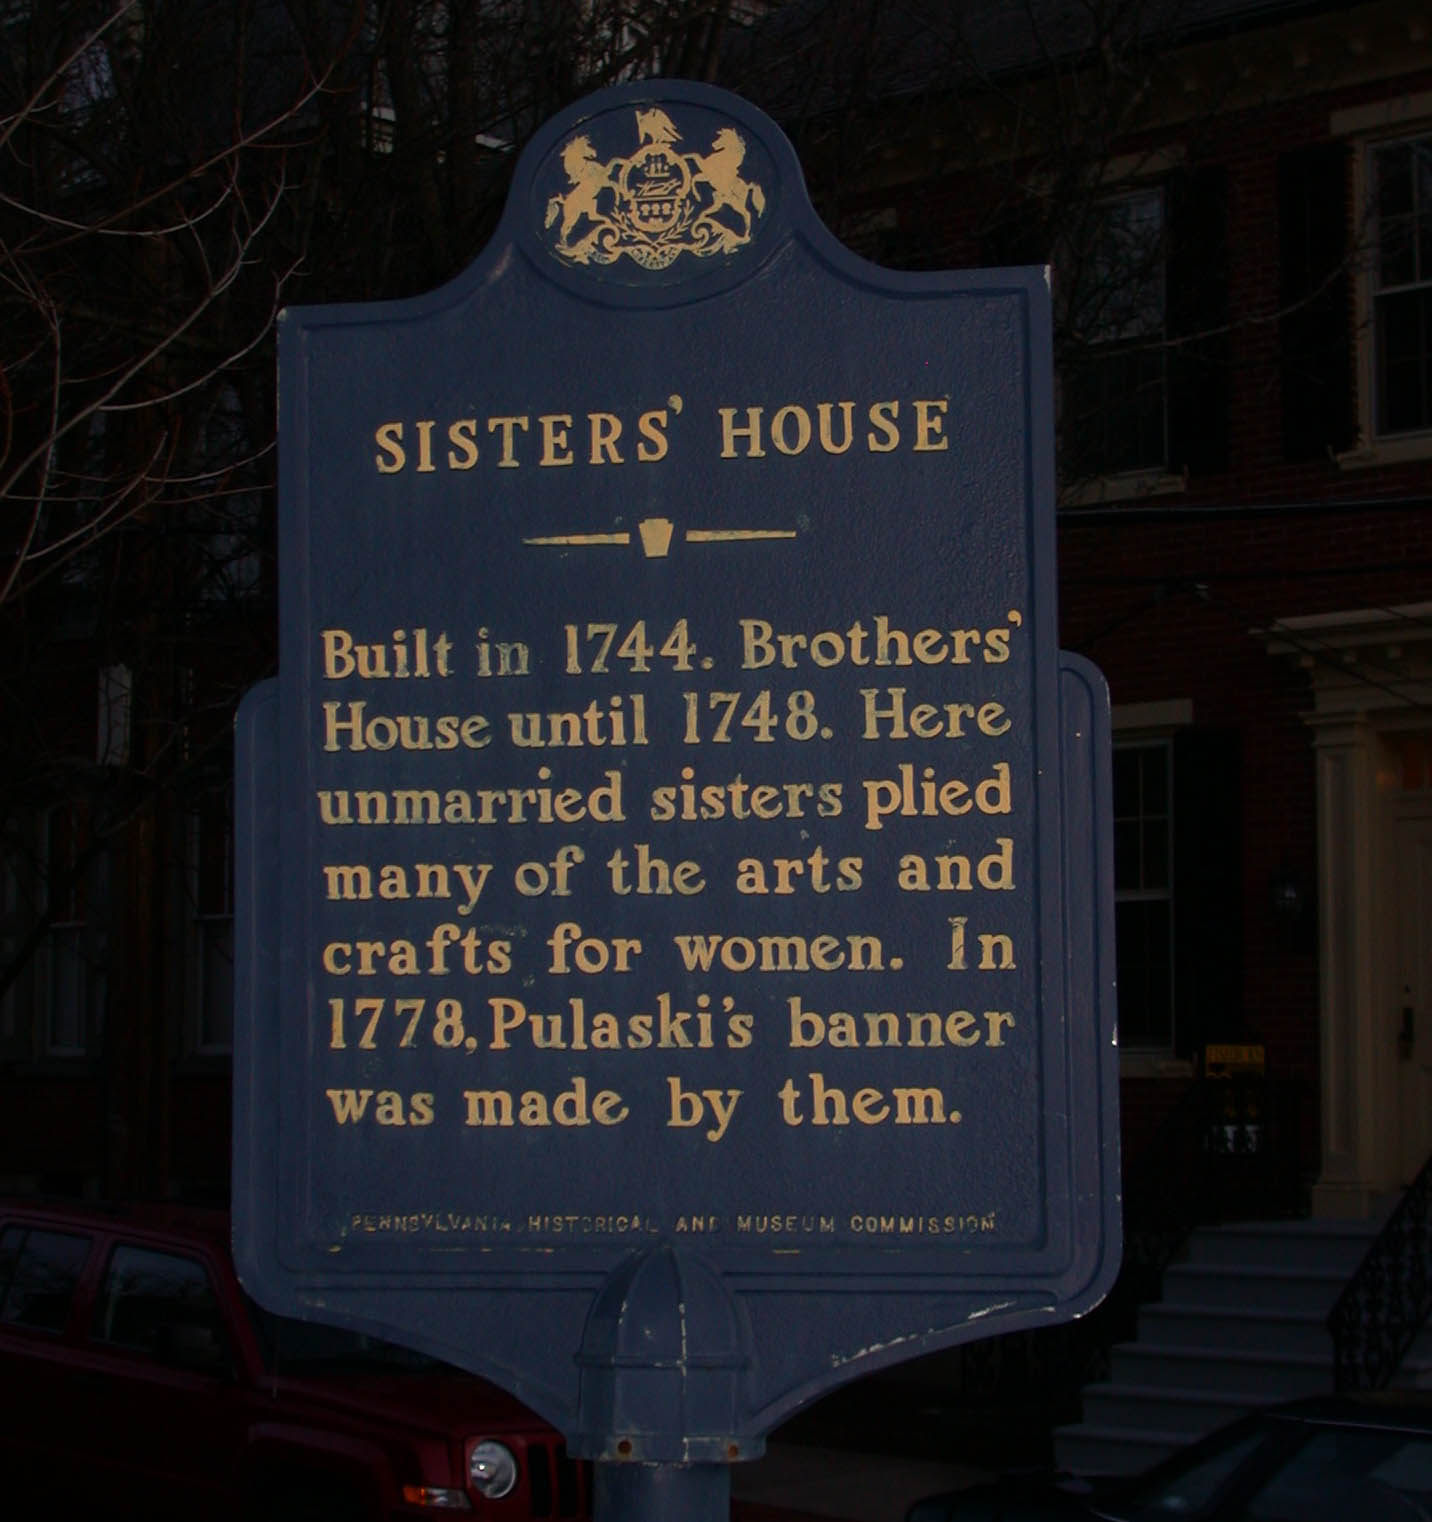 SISTERS' HOUSE
Built in 1744. Brothers'
House until 1748. Here
unmarried sisters plied
many of the arts and
crafts for women. In
1778, Pulaski's banner
was made by them.
PENNSYLVANIA HISTORICAL AND MUSEUM COMMISSION